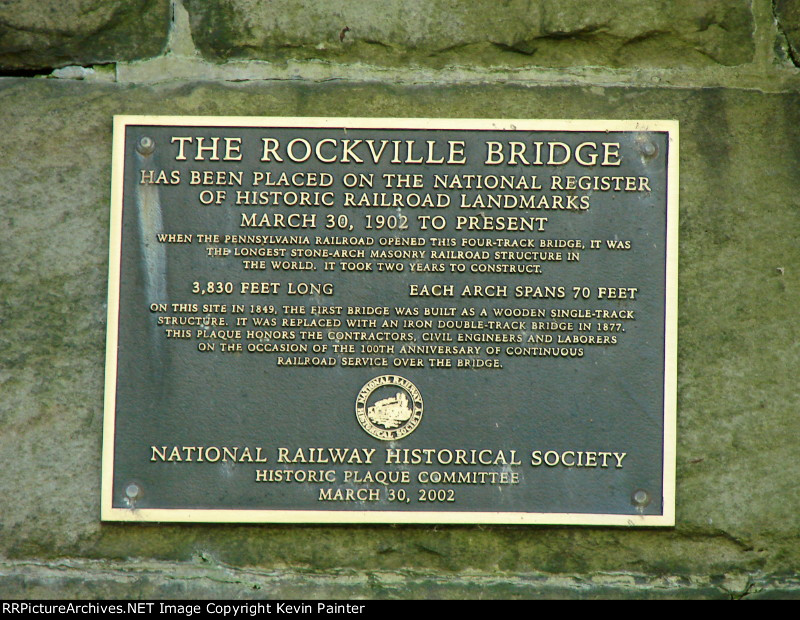 THE ROCKVILLE BRIDGE
HAS BEEN PLACED ON THE NATIONAL REGISTER
OF HISTORIC RAILROAD LANDMARKS
MARCH 30, 1902 TO PRESENT
WHEN THE PENNSYLVANIA RAILROAD OPENED THIS FOUR-TRACK BRIDGE, IT WAS
THE LONGEST STONE-ARCH MASONRY RAILROAD STRUCTURE IN
THE WORLD. IT TOOK TWO YEARS TO CONSTRUCT.
3,830 FEET LONG EACH ARCH SPANS 70 FEET
ON THIS SITE IN 1849, THE FIRST BRIDGE WAS BUILT AS A WOODEN SINGLE-TRACK
STRUCTURE. IT WAS REPLACED WITH AN IRON DOUBLE-TRACK BRIDGE IN 1877.
THIS PLAQUE HONORS THE CONTRACTORS, CIVIL ENGINEERS AND LABORERS
ON THE OCCASION OF THE 100TH ANNIVERSARY OF CONTINUOUS
RAILROAD SERVICE OVER THE BRIDGE.
NATIONAL RAILWAY
HISTORICAL SOCIETY
NATIONAL RAILWAY HISTORICAL SOCIETY
HISTORIC PLAQUE COMMITTEE
MARCH 30, 2002
RRPictureArchives.NET Image Copyright Kevin Painter